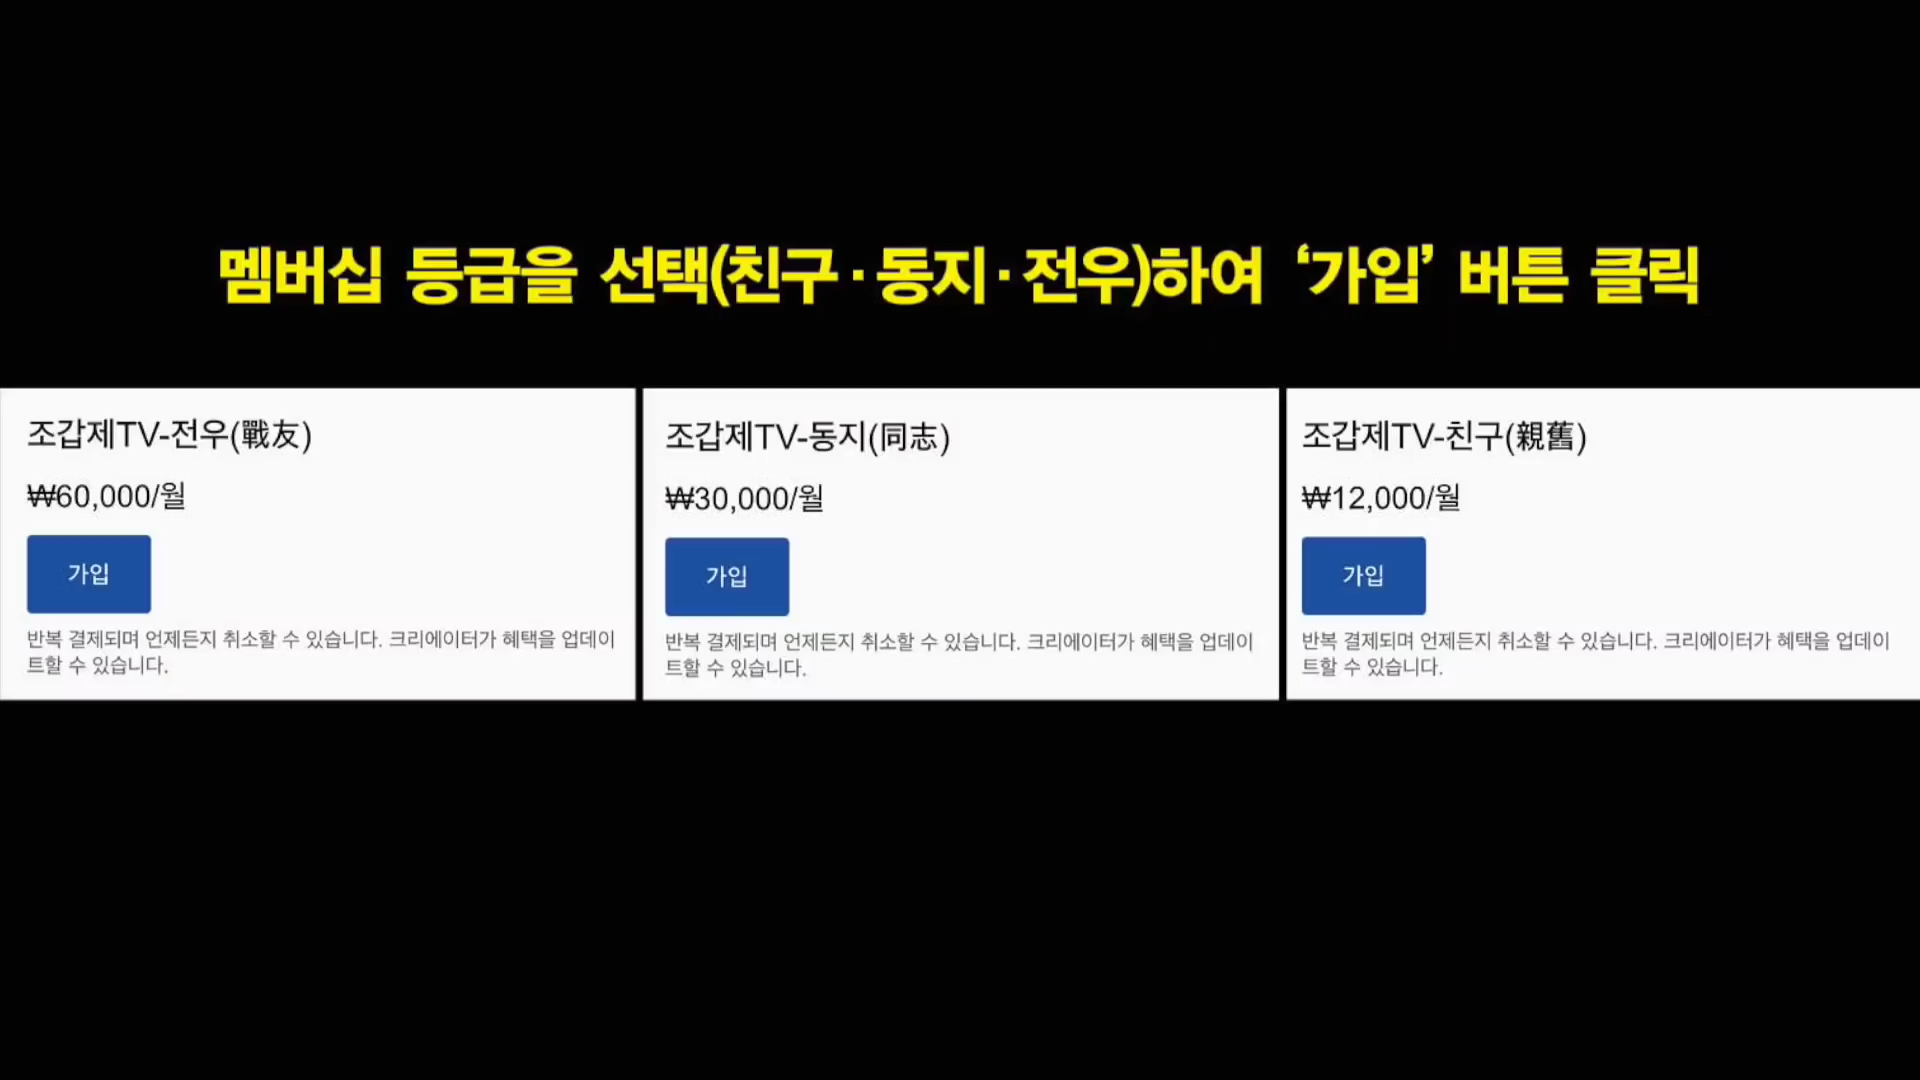 멤버십 등급을 선택(친구·동지·전우)하여 ‘가입’ 버튼 클릭
조갑제TV-전우(戰友)
₩60,000/월
가입
반복 결제되며 언제든지 취소할 수 있습니다. 크리에이터가 혜택을 업데이
트할 수 있습니다.
조갑제TV-동지(同志)
₩30,000/월
가입
반복 결제되며 언제든지 취소할 수 있습니다. 크리에이터가 혜택을 업데이
트할 수 있습니다.
조갑제TV-친구(親舊)
₩12,000/월
가입
반복 결제되며 언제든지 취소할 수 있습니다. 크리에이터가 혜택을 업데이
트할 수 있습니다.